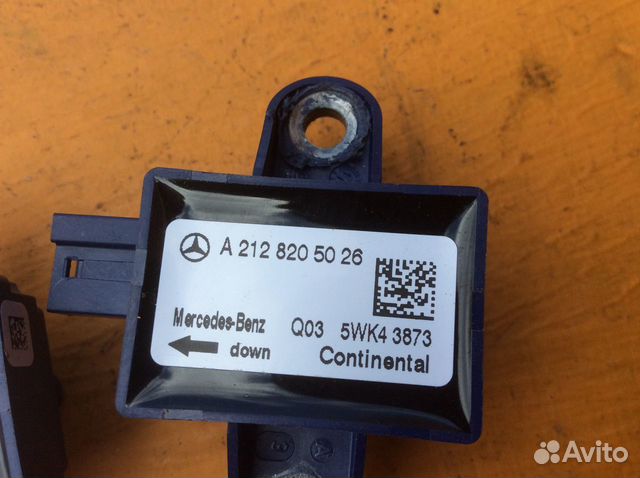 A 212 820 50 26
Mercedes-Benz Q03 5WK4 3873
down Continental
Avito